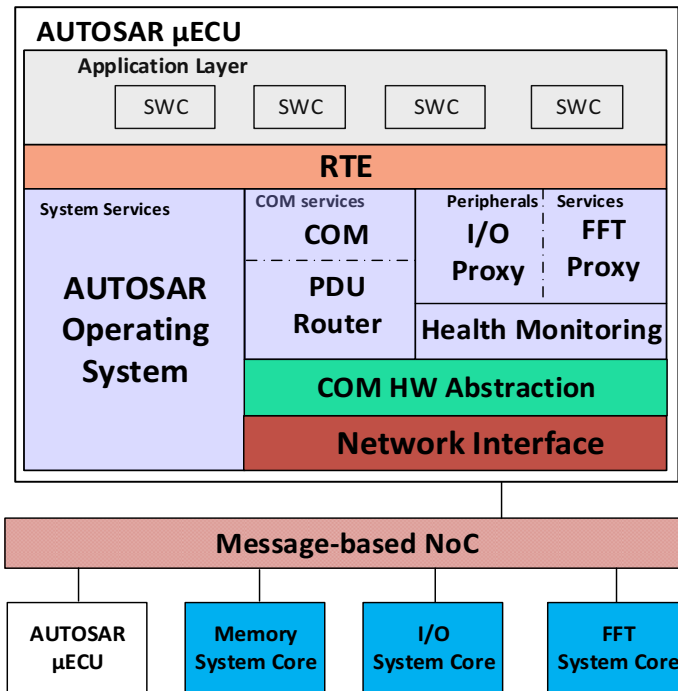 AUTOSAR µECU
Application Layer
SWC SWC SWC SWC
RTE
System Services
AUTOSAR
Operating
System
COM services
COM
PDU
Router
Peripherals Services
I/O
Proxy
FFT
Proxy
Health Monitoring
COM HW Abstraction
Network Interface
Message-based NoC
AUTOSAR
µECU
Memory
System Core
I/O
System Core
FFT
System Core